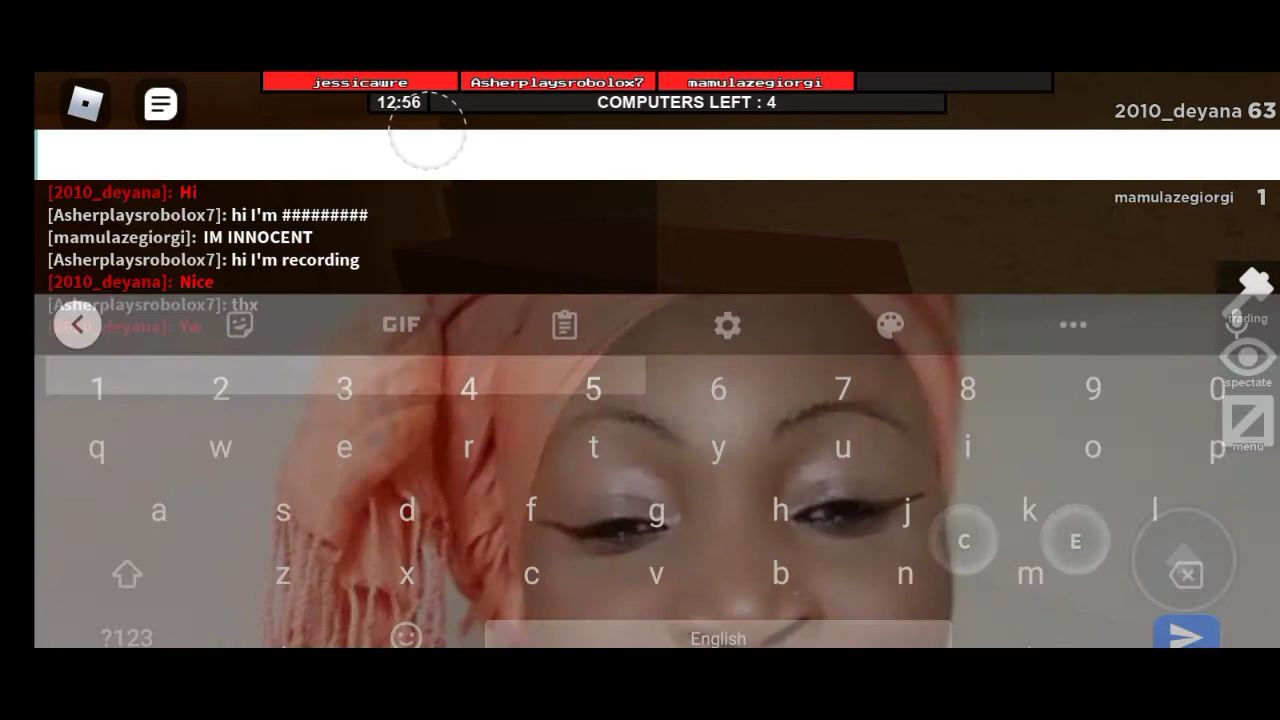 jessicawre Asherplaysrobolox7 mamulazegiorgi
12:56 COMPUTERS LEFT : 4
2010_deyana 63
[2010_deyana]: Hi
[Asherplaysrobolox7]: hi I'm #########
[mamulazegiorgi]: IM INNOCENT
[Asherplaysrobolox7]: hi I'm recording
[2010_deyana]: Nice
[Asherplaysrobolox7]: thx
[2010_deyana]: Yw
mamulazegiorgi 1
trading
spectate
menu
GIF
1 2 3 4 5 6 7 8 9 0
q w e r t y u i o p
a s d f g h j k l
C E
z x c v b n m
?123 English